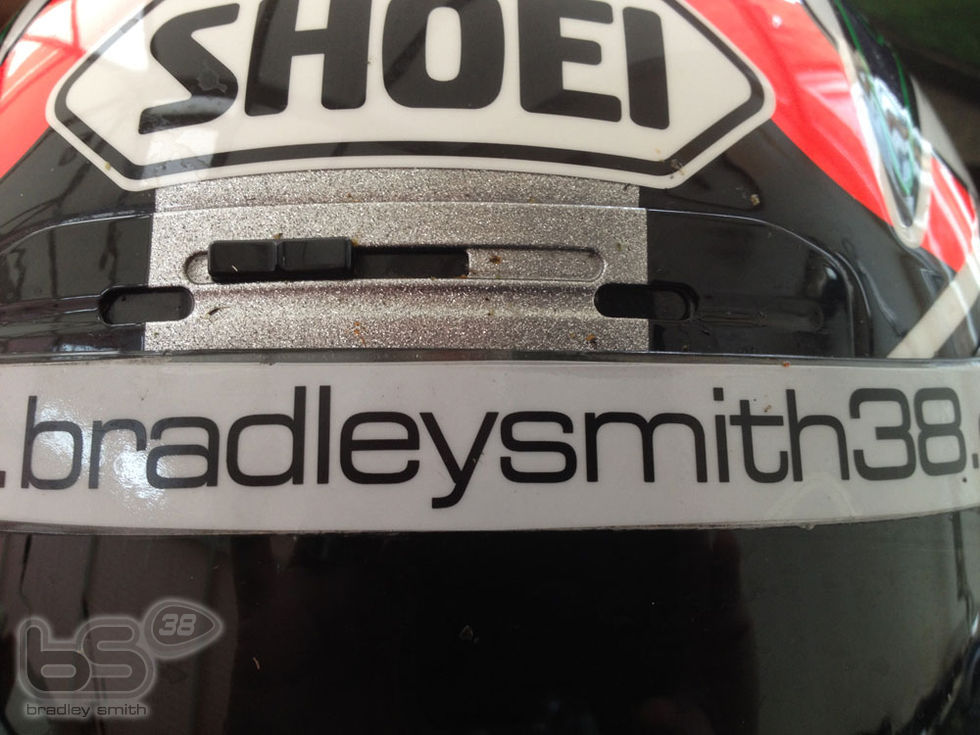 SHOEI
.bradleysmith38.
bs 38
bradley smith